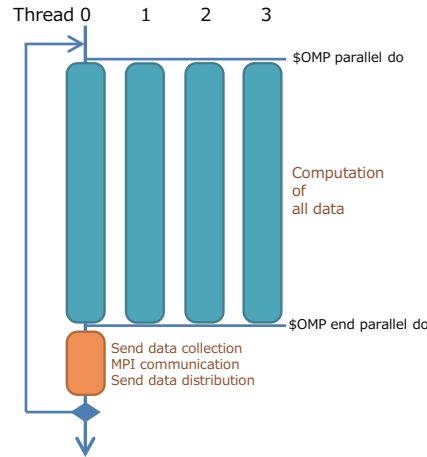 Thread 0 1 2 3
$OMP parallel do
Computation
of
all data
$OMP end parallel do
Send data collection
MPI communication
Send data distribution